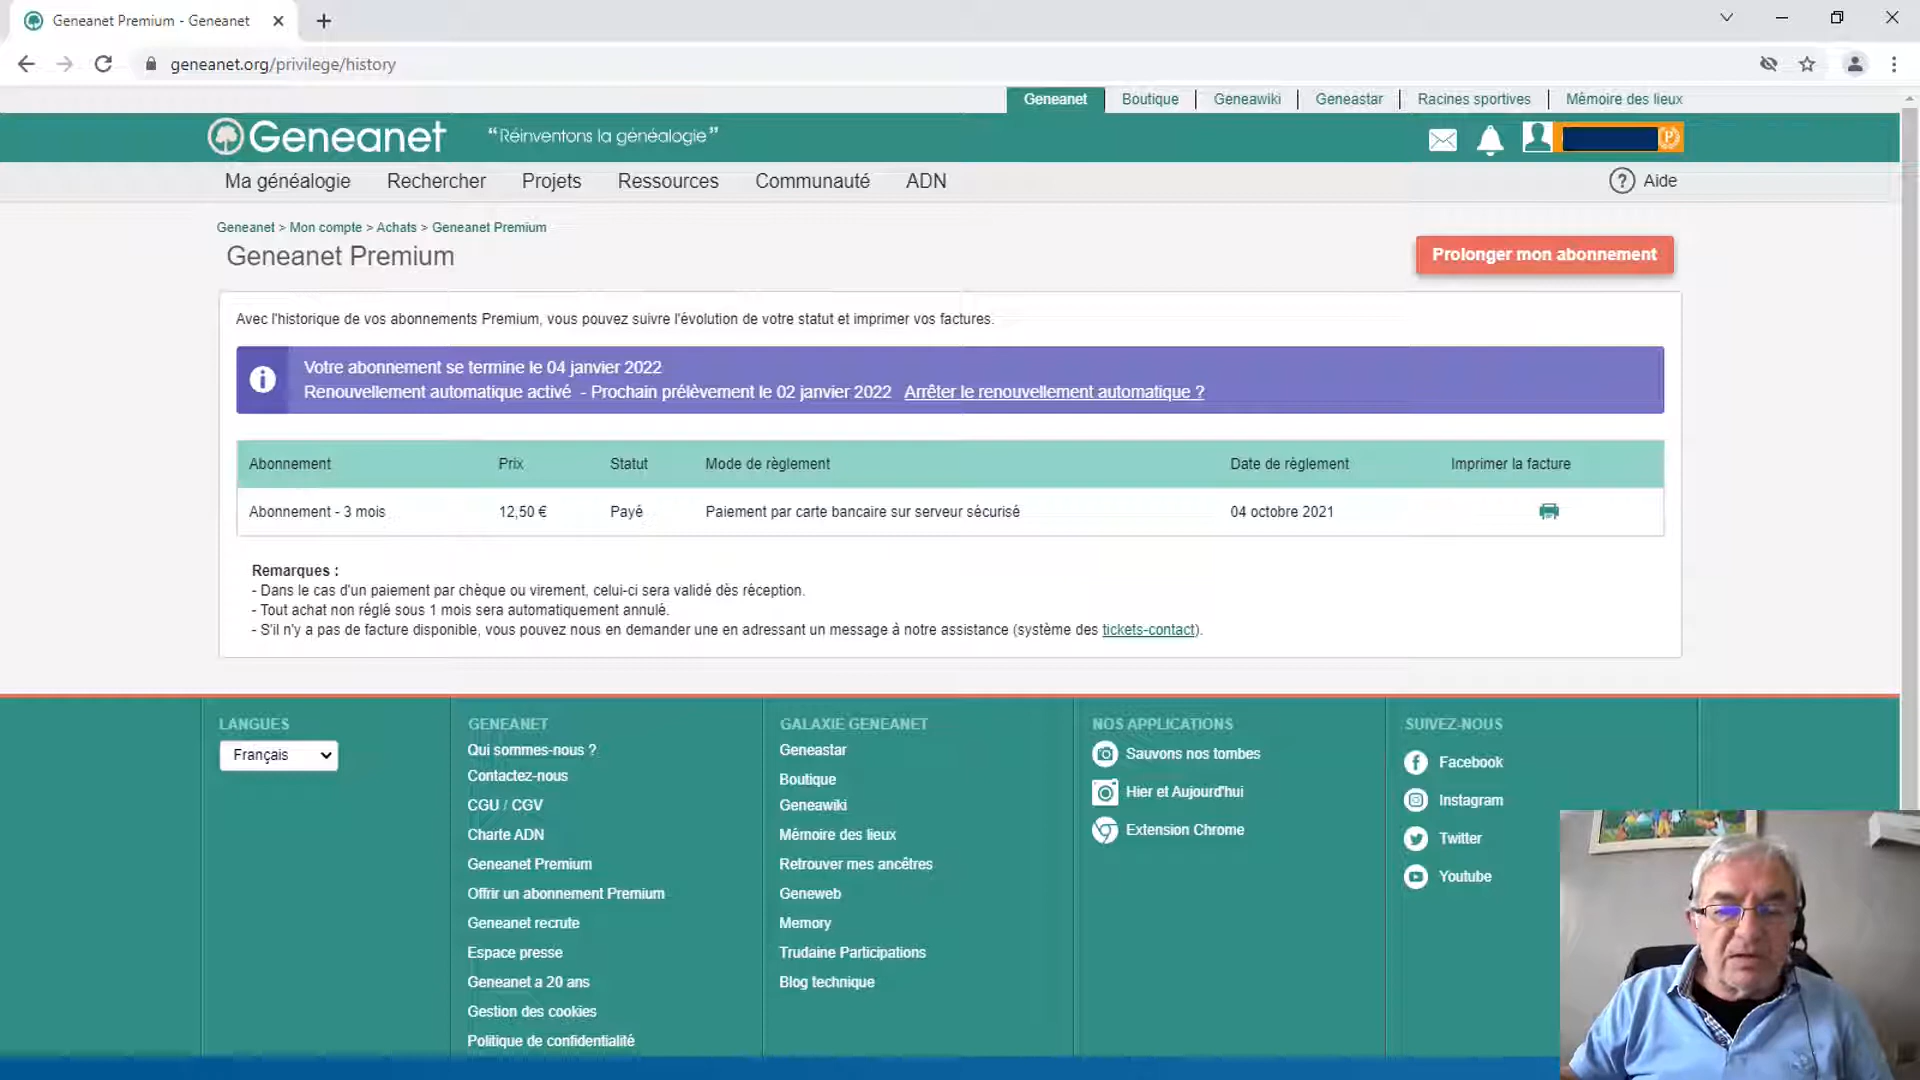 Geneanet Premium - Geneanet
geneanet.org/privilege/history
Geneanet Boutique Geneawiki Geneastar Racines sportives Mémoire des lieux
Geneanet "Réinventons la généalogie" P
Ma généalogie Rechercher Projets Ressources Communauté ADN ? Aide
Geneanet > Mon compte > Achats > Geneanet Premium
Geneanet Premium
Prolonger mon abonnement
Avec l'historique de vos abonnements Premium, vous pouvez suivre l'évolution de votre statut et imprimer vos factures.
Votre abonnement se termine le 04 janvier 2022
Renouvellement automatique activé - Prochain prélèvement le 02 janvier 2022 Arrêter le renouvellement automatique ?
Abonnement Prix Statut Mode de règlement Date de règlement Imprimer la facture
Abonnement - 3 mois 12,50 € Payé Paiement par carte bancaire sur serveur sécurisé 04 octobre 2021
Remarques :
- Dans le cas d'un paiement par chèque ou virement, celui-ci sera validé dès réception.
- Tout achat non réglé sous 1 mois sera automatiquement annulé.
- S'il n'y a pas de facture disponible, vous pouvez nous en demander une en adressant un message à notre assistance (système des tickets-contact).
LANGUES
Français
GENEANET
Qui sommes-nous ?
Contactez-nous
CGU / CGV
Charte ADN
Geneanet Premium
Offrir un abonnement Premium
Geneanet recrute
Espace presse
Geneanet a 20 ans
Gestion des cookies
Politique de confidentialité
GALAXIE GENEANET
Geneastar
Boutique
Geneawiki
Mémoire des lieux
Retrouver mes ancêtres
Geneweb
Memory
Trudaine Participations
Blog technique
NOS APPLICATIONS
Sauvons nos tombes
Hier et Aujourd'hui
Extension Chrome
SUIVEZ-NOUS
Facebook
Instagram
Twitter
Youtube